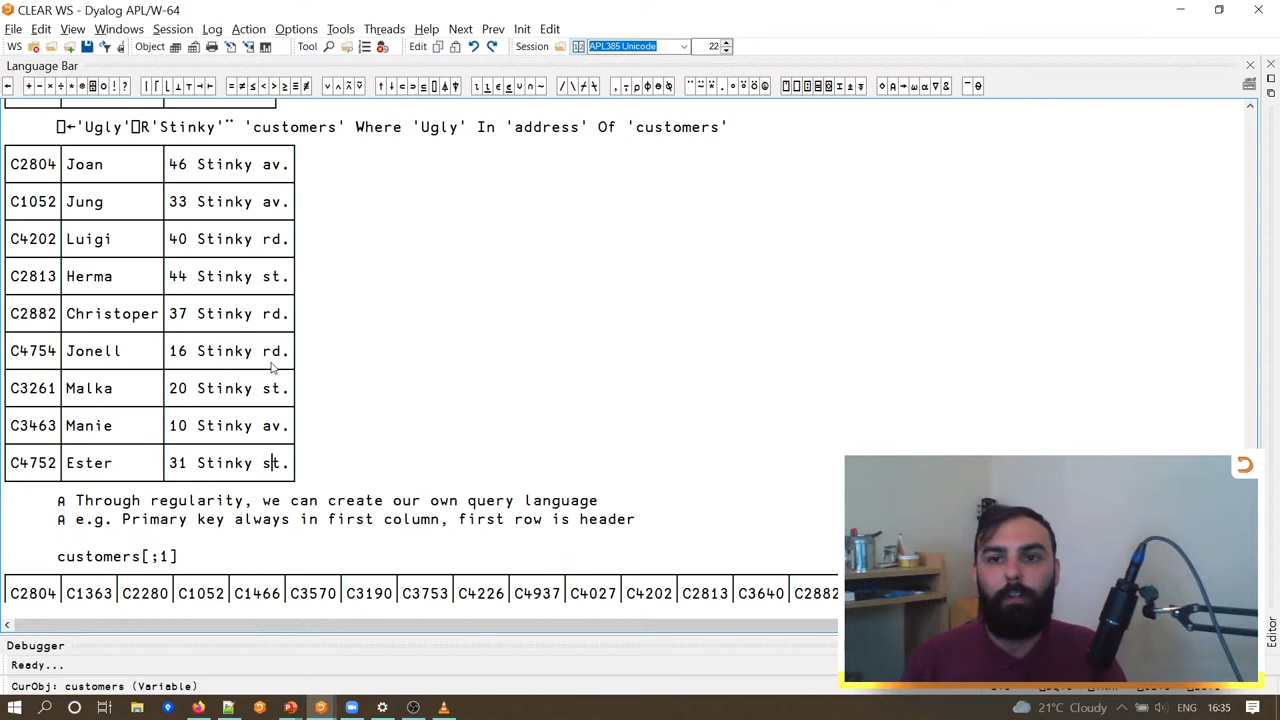 CLEAR WS - Dyalog APL/W-64
File Edit View Windows Session Log Action Options Tools Threads Help Next Prev Init Edit
WS Object Tool Edit Session APL385 Unicode 22
Language Bar
⎕←'Ugly'⎕R'Stinky'¨ 'customers' Where 'Ugly' In 'address' Of 'customers'
C2804 Joan 46 Stinky av.
C1052 Jung 33 Stinky av.
C4202 Luigi 40 Stinky rd.
C2813 Herma 44 Stinky st.
C2882 Christoper 37 Stinky rd.
C4754 Jonell 16 Stinky rd.
C3261 Malka 20 Stinky st.
C3463 Manie 10 Stinky av.
C4752 Ester 31 Stinky st.
⍝ Through regularity, we can create our own query language
⍝ e.g. Primary key always in first column, first row is header
customers[;1]
C2804 C1363 C2280 C1052 C1466 C3570 C3190 C3753 C4226 C4937 C4027 C4202 C2813 C3640 C2882
Editor
Debugger
Ready...
CurObj: customers (Variable)
21°C Cloudy ENG 16:35